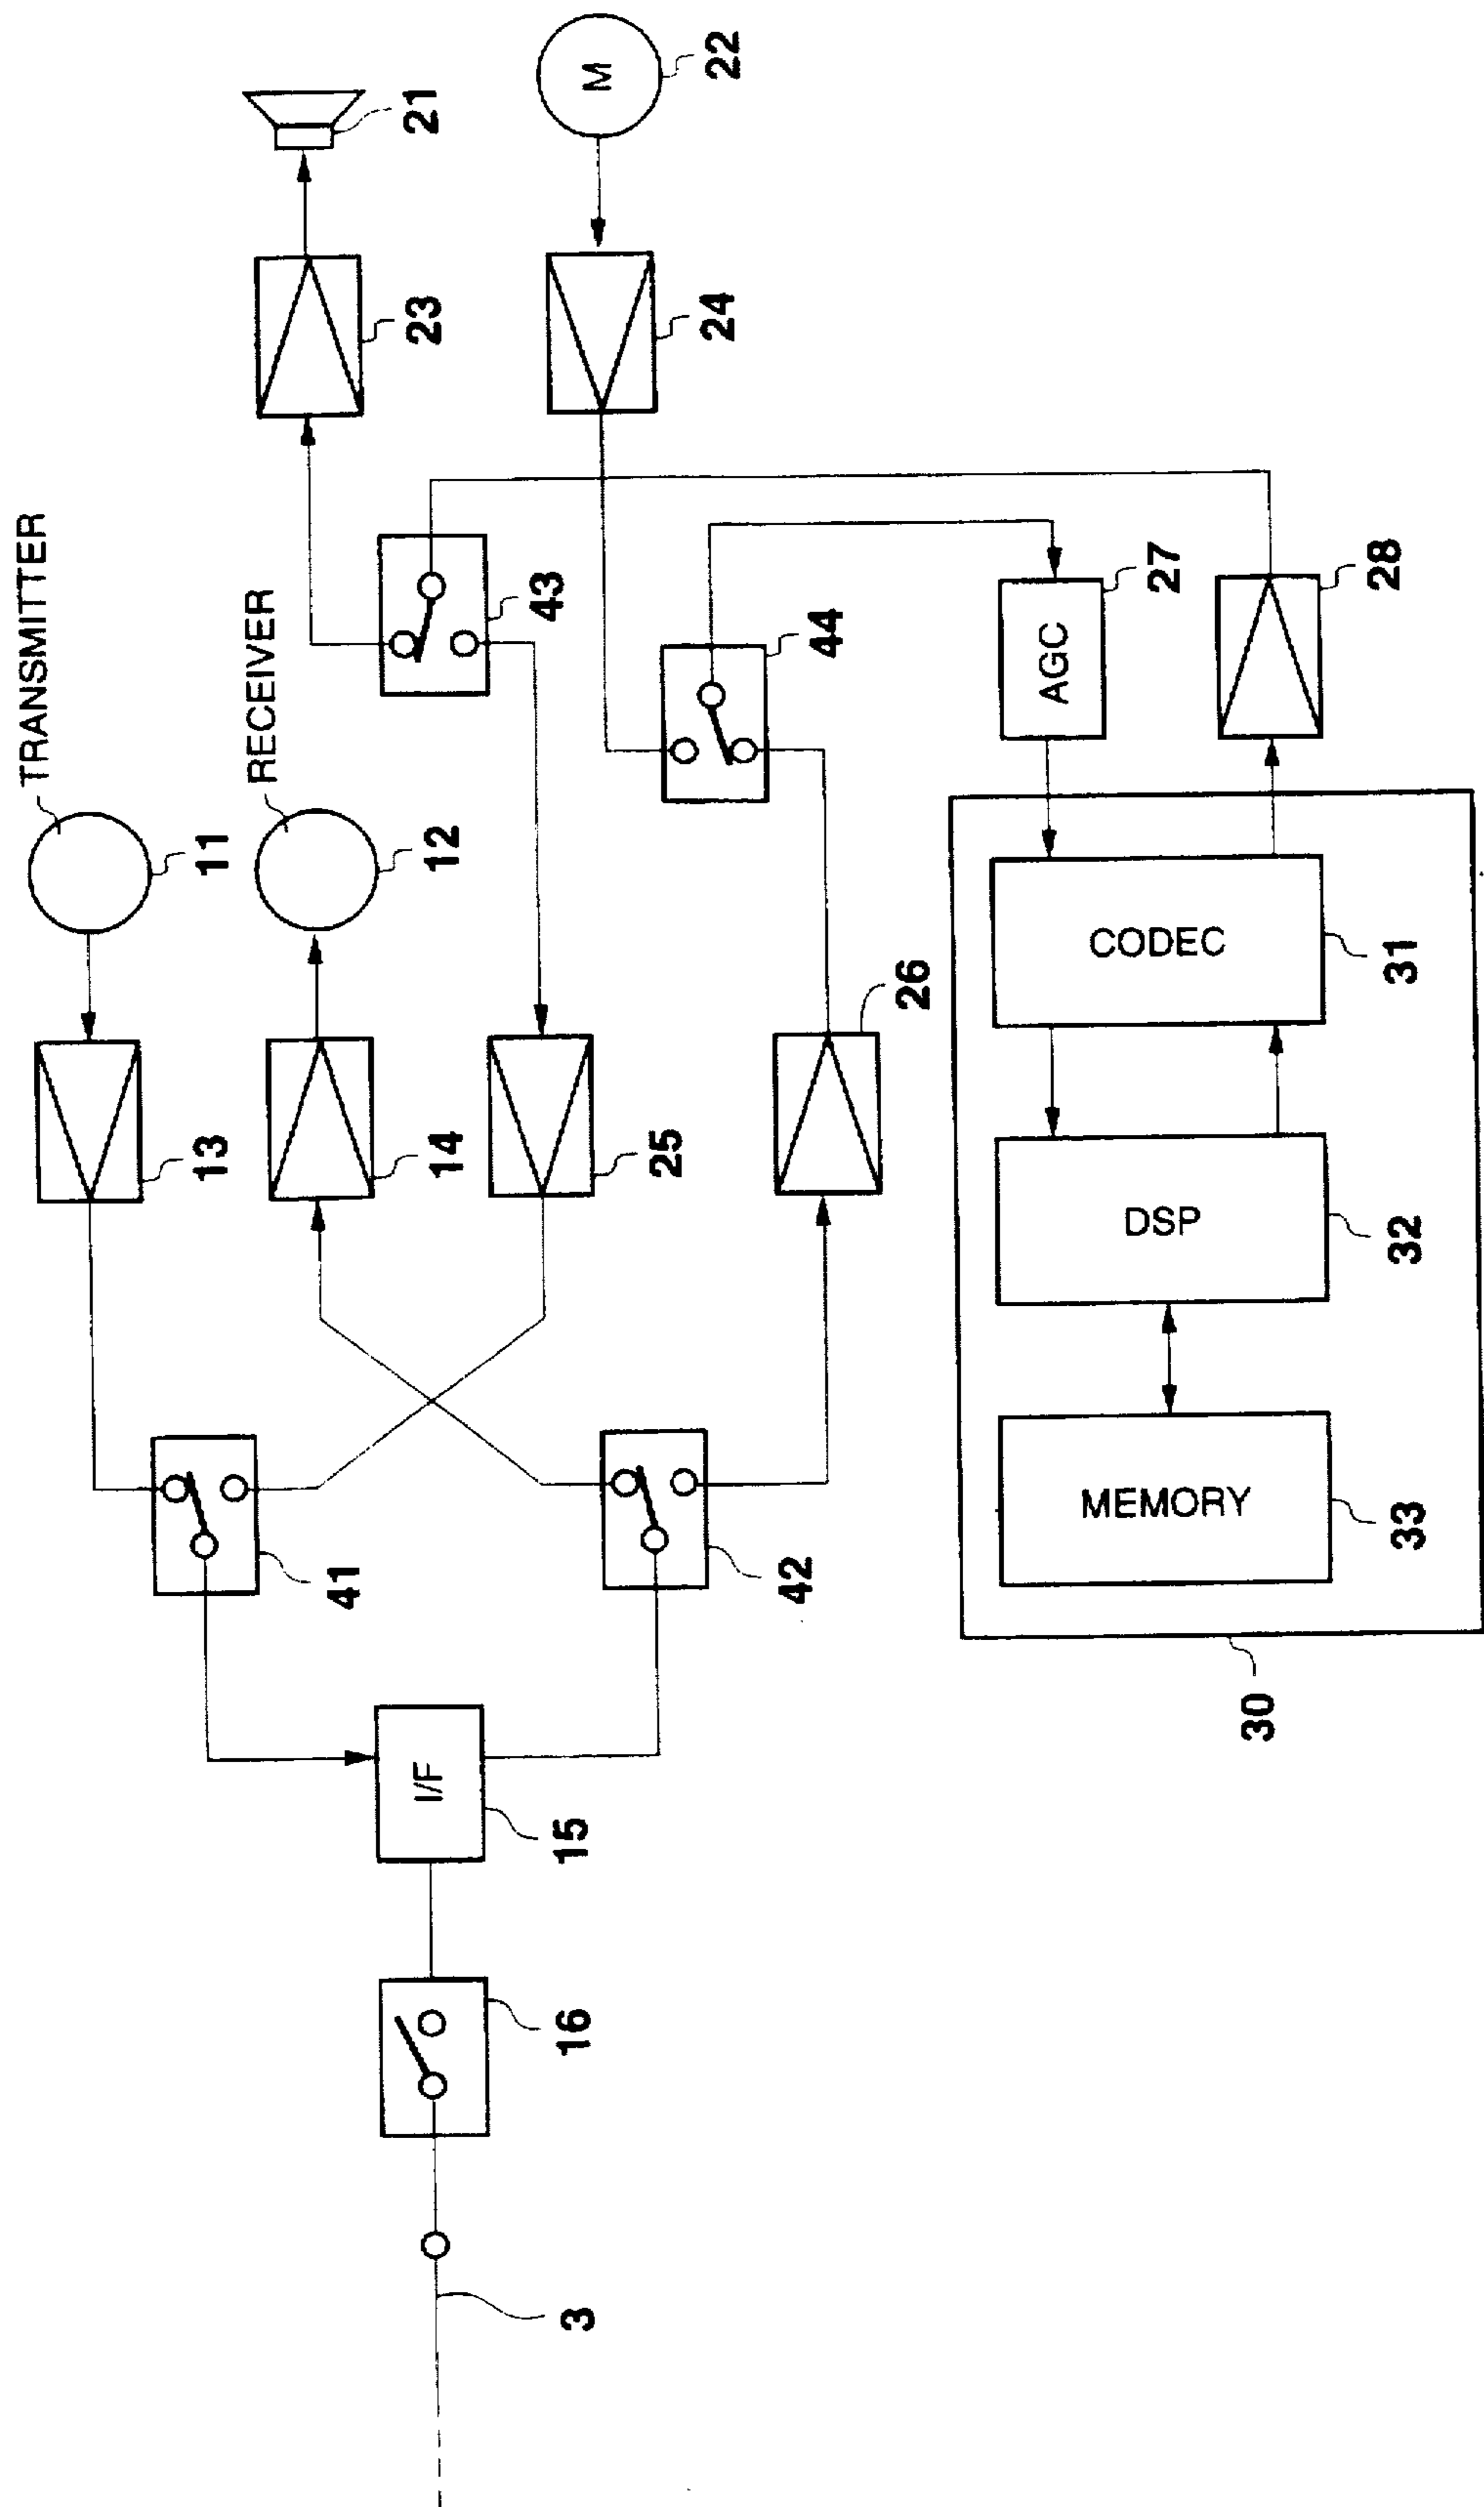 TRANSMITTER
11
RECEIVER
12
13
14
21
22
M
23
24
25
26
43
44
AGC
27
28
41
42
I/F
15
16
3
CODEC
31
DSP
32
MEMORY
33
30